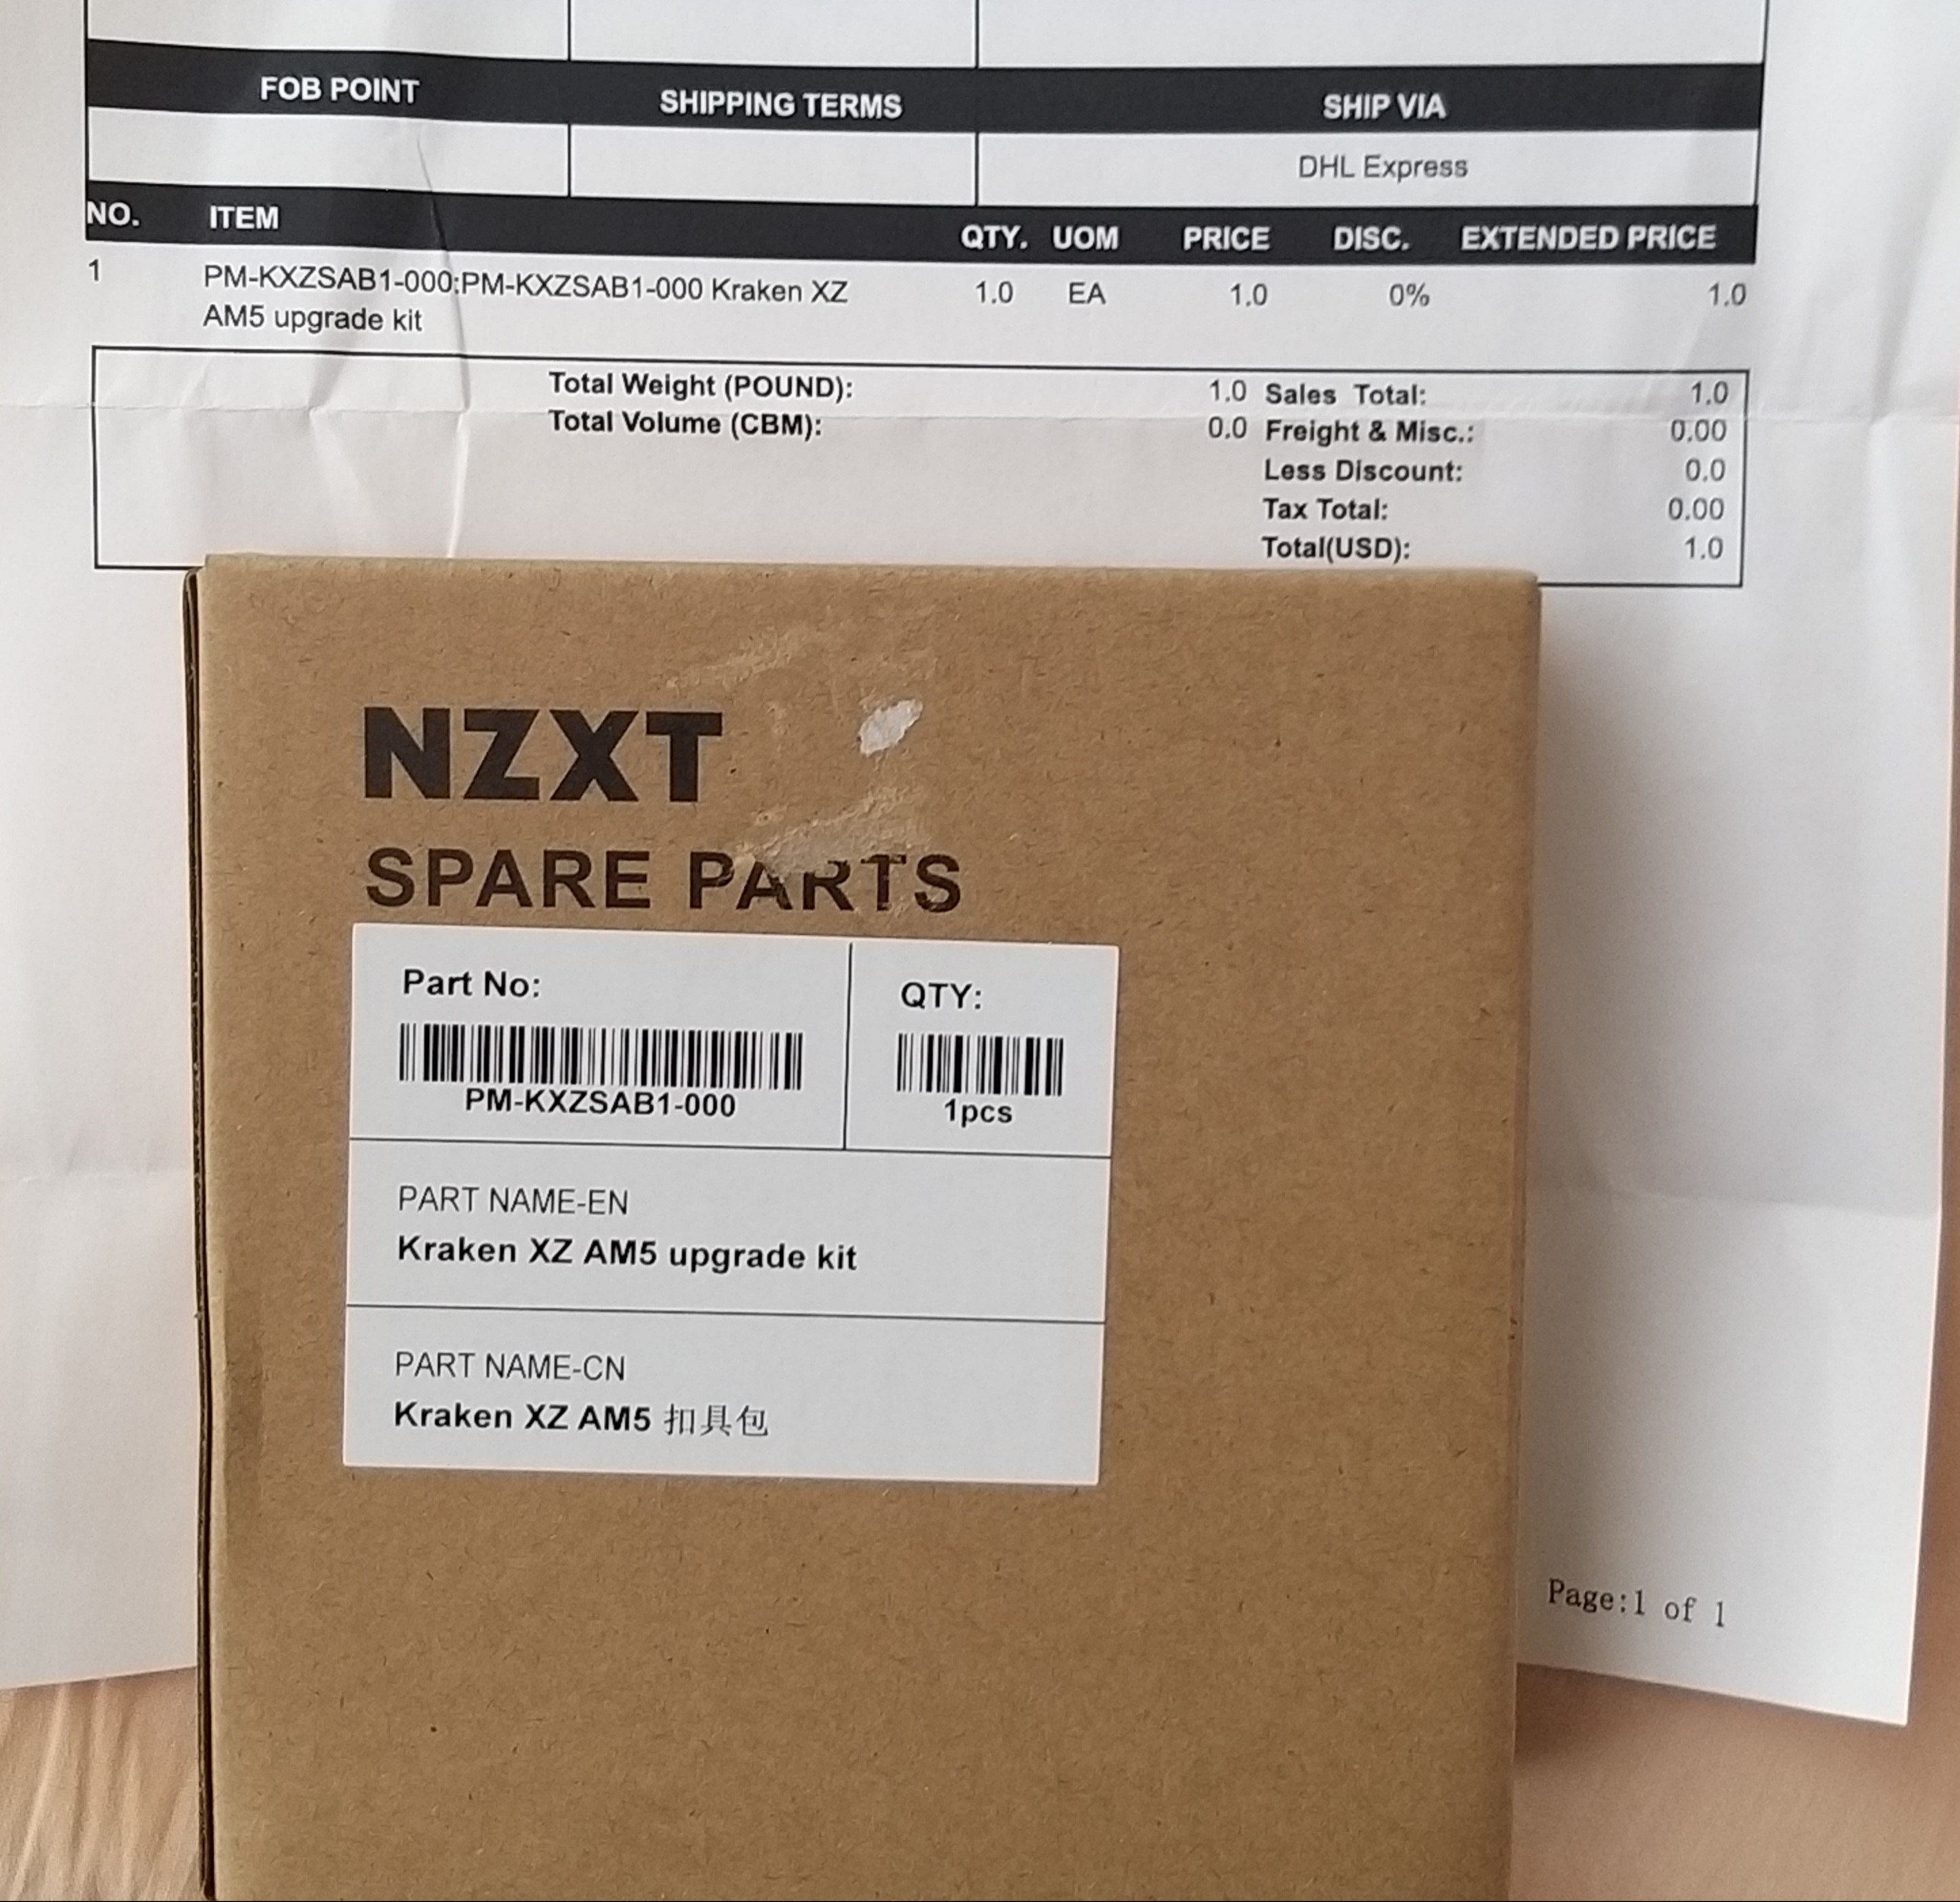 FOB POINT SHIPPING TERMS SHIP VIA
DHL Express
NO. ITEM QTY. UOM PRICE DISC. EXTENDED PRICE
1 PM-KXZSAB1-000:PM-KXZSAB1-000 Kraken XZ 1.0 EA 1.0 0% 1.0
AM5 upgrade kit
Total Weight (POUND): 1.0 Sales Total: 1.0
Total Volume (CBM): 0.0 Freight & Misc.: 0.00
Less Discount: 0.0
Tax Total: 0.00
Total(USD): 1.0
NZXT
SPARE PARTS
Part No: QTY:
PM-KXZSAB1-000 1pcs
PART NAME-EN
Kraken XZ AM5 upgrade kit
PART NAME-CN
Kraken XZ AM5 扣具包
Page:1 of 1